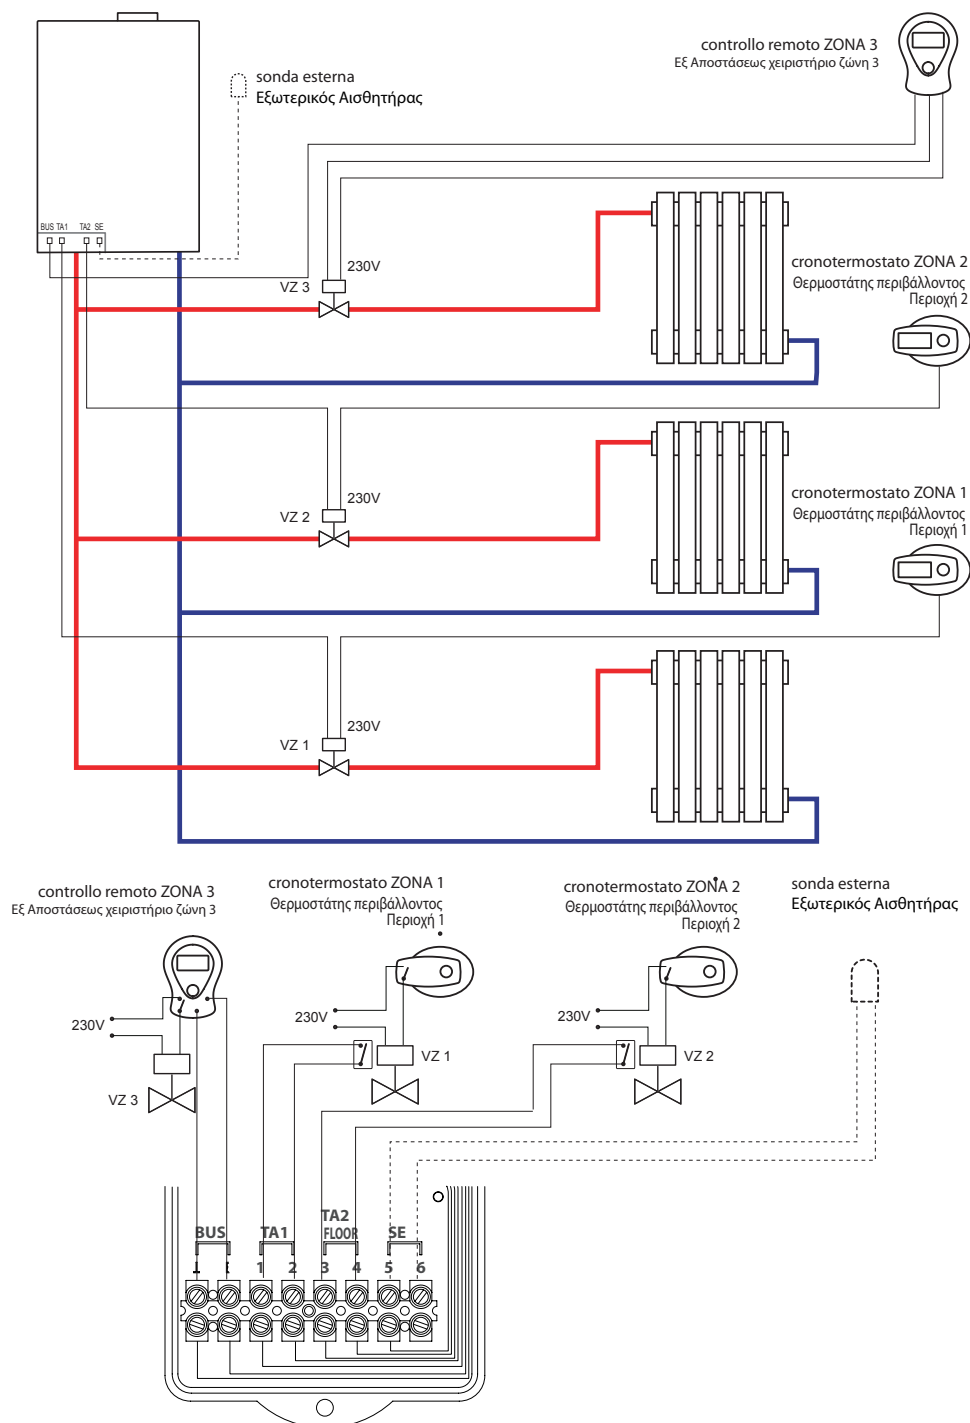 controllo remoto ZONA 3
Εξ Αποστάσεως χειριστήριο ζώνη 3
sonda esterna
Εξωτερικός Αισθητήρας
BUS TA1 TA2 SE
230V
VZ 3
cronotermostato ZONA 2
Θερμοστάτης περιβάλλοντος
Περιοχή 2
230V
VZ 2
cronotermostato ZONA 1
Θερμοστάτης περιβάλλοντος
Περιοχή 1
230V
VZ 1
controllo remoto ZONA 3
Εξ Αποστάσεως χειριστήριο ζώνη 3
cronotermostato ZONA 1
Θερμοστάτης περιβάλλοντος
Περιοχή 1
cronotermostato ZONA 2
Θερμοστάτης περιβάλλοντος
Περιοχή 2
sonda esterna
Εξωτερικός Αισθητήρας
230V
VZ 3
230V
VZ 1
230V
VZ 2
BUS TA1 TA2 FLOOR SE
1 2 3 4 5 6